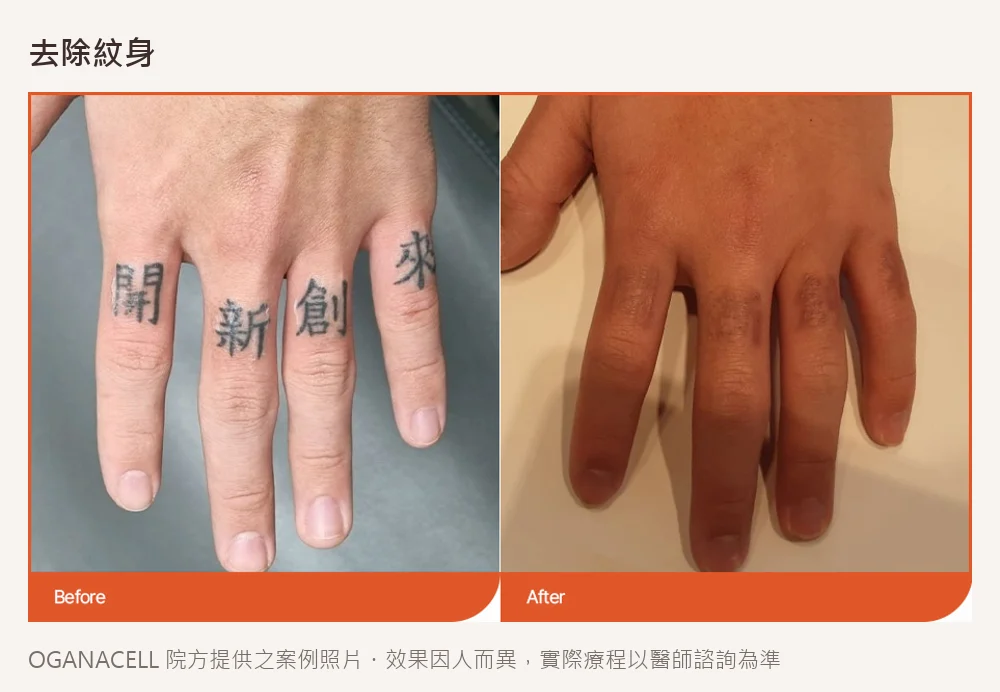 去除紋身
開
新
創
來
Before
After
OGANACELL 院方提供之案例照片・效果因人而異，實際療程以醫師諮詢為準